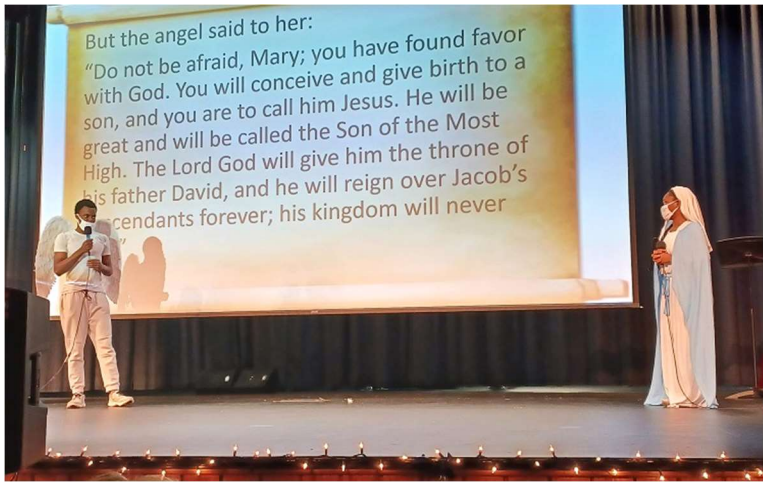 But the angel said to her:
“Do not be afraid, Mary; you have found favor
with God. You will conceive and give birth to a
son, and you are to call him Jesus. He will be
great and will be called the Son of the Most
High. The Lord God will give him the throne of
his father David, and he will reign over Jacob’s
descendants forever; his kingdom will never
”